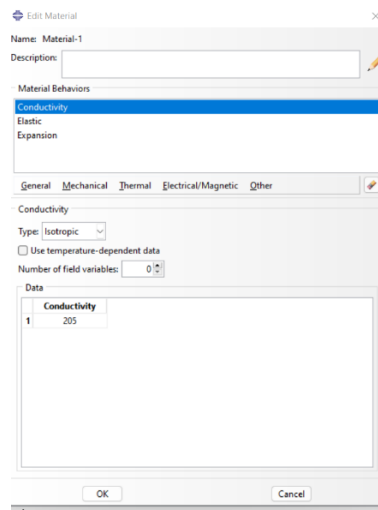 Edit Material
Name: Material-1
Description:
Material Behaviors
Conductivity
Elastic
Expansion
General Mechanical Thermal Electrical/Magnetic Other
Conductivity
Type: Isotropic
Use temperature-dependent data
Number of field variables: 0
Data
Conductivity
1 205
OK Cancel